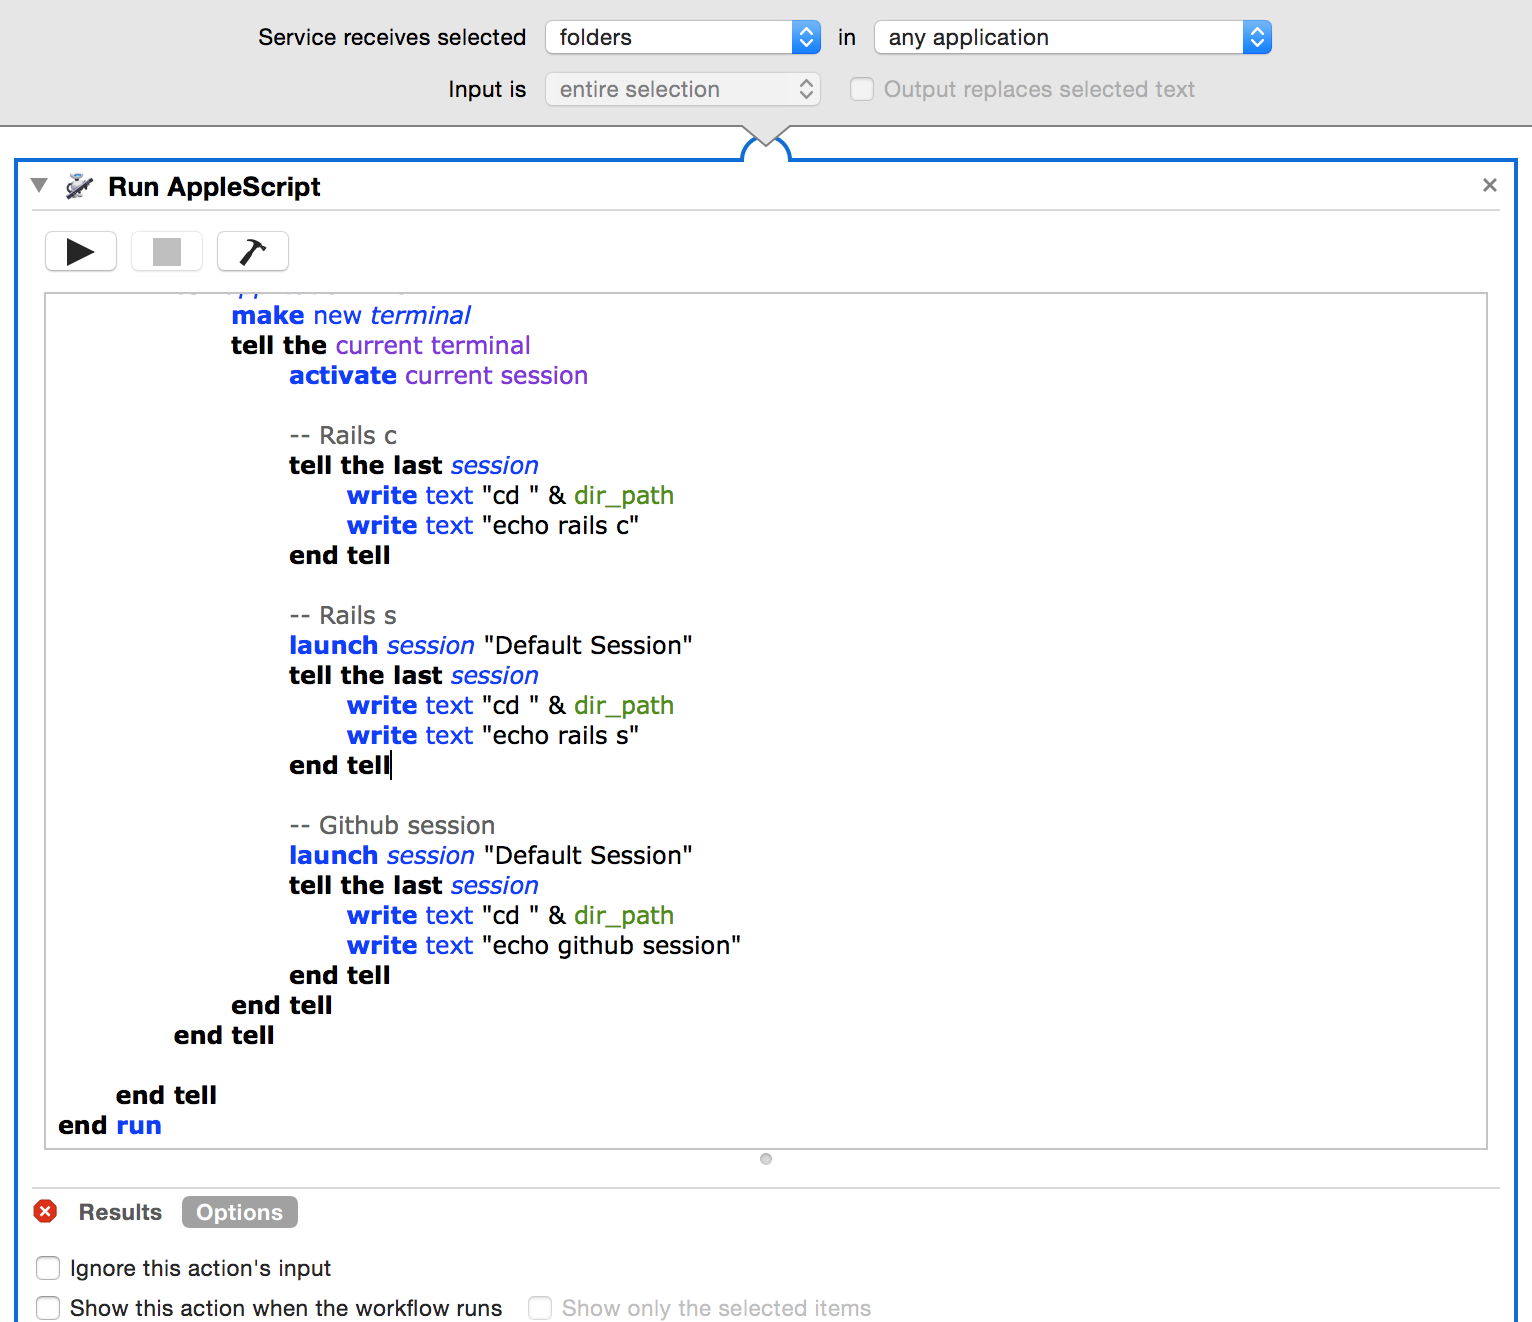 Service receives selected folders in any application
Input is entire selection Output replaces selected text
Run AppleScript
make new terminal
tell the current terminal
activate current session
-- Rails c
tell the last session
write text "cd " & dir_path
write text "echo rails c"
end tell
-- Rails s
launch session "Default Session"
tell the last session
write text "cd " & dir_path
write text "echo rails s"
end tell
-- Github session
launch session "Default Session"
tell the last session
write text "cd " & dir_path
write text "echo github session"
end tell
end tell
end tell
end tell
end run
Results Options
Ignore this action's input
Show this action when the workflow runs Show only the selected items